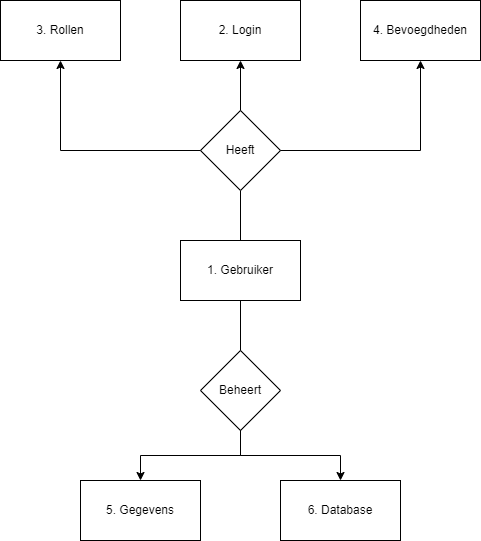 3. Rollen
2. Login
4. Bevoegdheden
Heeft
1. Gebruiker
Beheert
5. Gegevens
6. Database